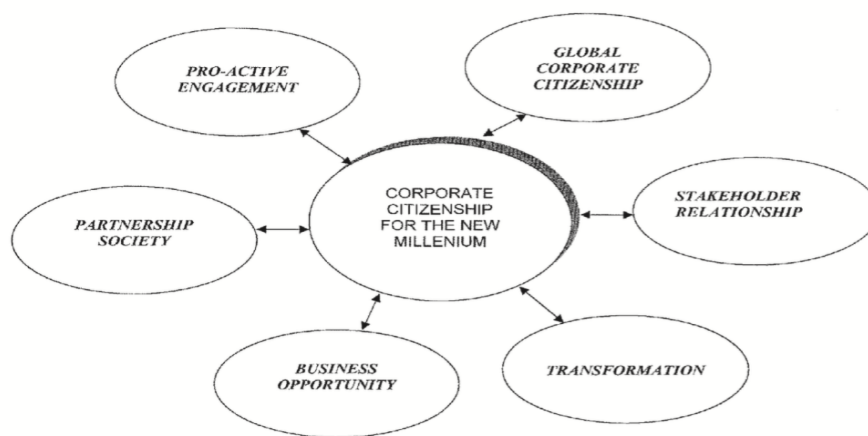 PRO-ACTIVE
ENGAGEMENT
GLOBAL
CORPORATE
CITIZENSHIP
CORPORATE
CITIZENSHIP
FOR THE NEW
MILLENIUM
STAKEHOLDER
RELATIONSHIP
PARTNERSHIP
SOCIETY
BUSINESS
OPPORTUNITY
TRANSFORMATION